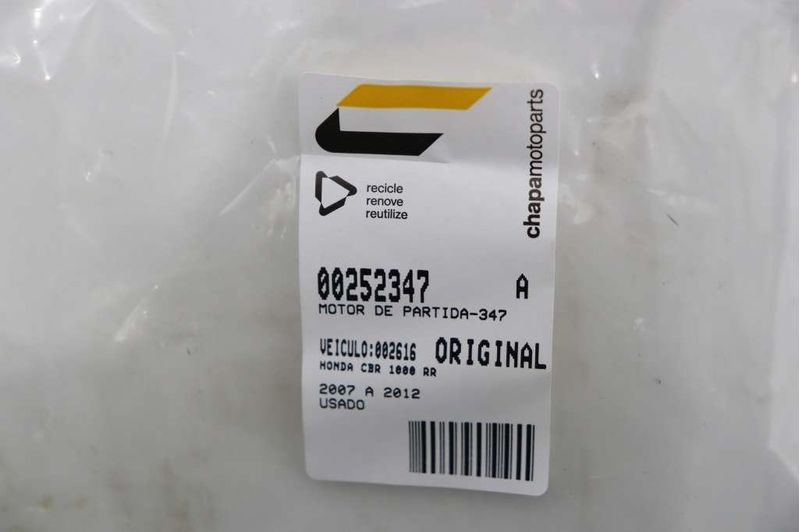 chapamotoparts
recicle
renove
reutilize
00252347 A
MOTOR DE PARTIDA-347
VEICULO:002616 ORIGINAL
HONDA CBR 1000 RR
2007 A 2012
USADO